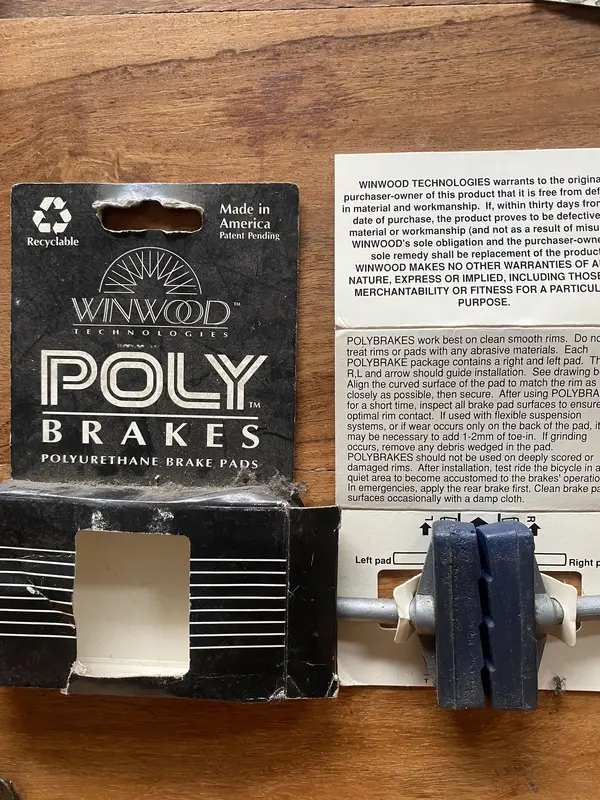 Recyclable
Made in
America
Patent Pending
WINWOOD™
TECHNOLOGIES
POLY™
BRAKES
POLYURETHANE BRAKE PADS
WINWOOD TECHNOLOGIES warrants to the origina
purchaser-owner of this product that it is free from def
in material and workmanship. If, within thirty days from
date of purchase, the product proves to be defective
material or workmanship (and not as a result of misu
WINWOOD's sole obligation and the purchaser-owne
sole remedy shall be replacement of the product
WINWOOD MAKES NO OTHER WARRANTIES OF A
NATURE, EXPRESS OR IMPLIED, INCLUDING THOSE
MERCHANTABILITY OR FITNESS FOR A PARTICUL
PURPOSE.
POLYBRAKES work best on clean smooth rims. Do no
treat rims or pads with any abrasive materials. Each
POLYBRAKE package contains a right and left pad. Th
R,L and arrow should guide installation. See drawing be
Align the curved surface of the pad to match the rim as
closely as possible, then secure. After using POLYBRA
for a short time, inspect all brake pad surfaces to ensure
optimal rim contact. If used with flexible suspension
systems, or if wear occurs only on the back of the pad, it
may be necessary to add 1-2mm of toe-in. If grinding
occurs, remove any debris wedged in the pad.
POLYBRAKES should not be used on deeply scored or
damaged rims. After installation, test ride the bicycle in a
quiet area to become accustomed to the brakes' operatio
In emergencies, apply the rear brake first. Clean brake pa
surfaces occasionally with a damp cloth.
L R
Left pad Right p